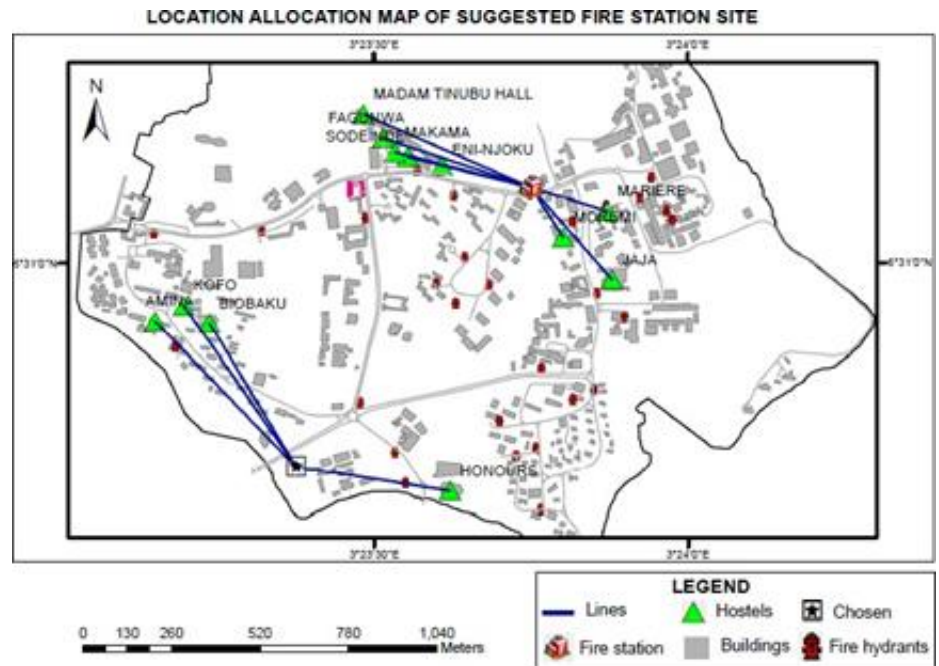 LOCATION ALLOCATION MAP OF SUGGESTED FIRE STATION SITE
3°23'30"E 3°24'0"E
N
MADAM TINUBU HALL
FAGUNWA
MAKAMA
ENI-NJOKU
MARIERE
6°31'0"N 6°31'0"N
JAJA
KOFO
AMINA BIOBAKU
HONOURS
3°23'30"E 3°24'0"E
LEGEND
Lines Hostels Chosen
Fire station Buildings Fire hydrants
0 130 260 520 780 1,040
Meters